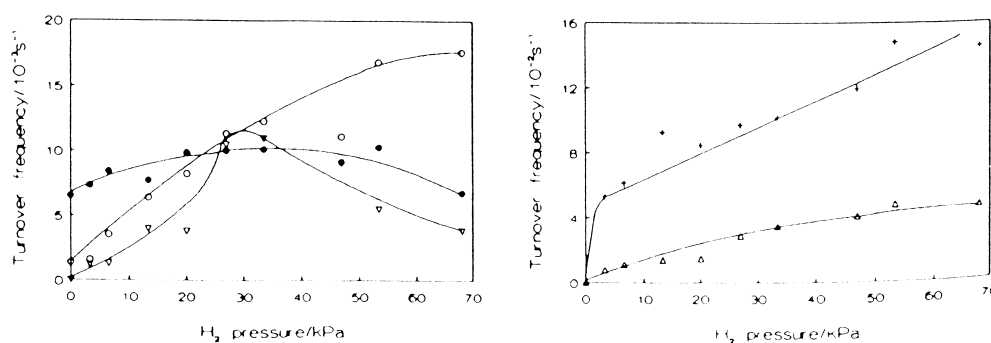 Turnover frequency/10⁻²s⁻¹
20
15
10
5
0
0 10 20 30 40 50 60 70
H₂ pressure/kPa
Turnover frequency/10⁻²s⁻¹
16
12
8
4
0
0 10 20 30 40 50 60 70
H₂ pressure/kPa